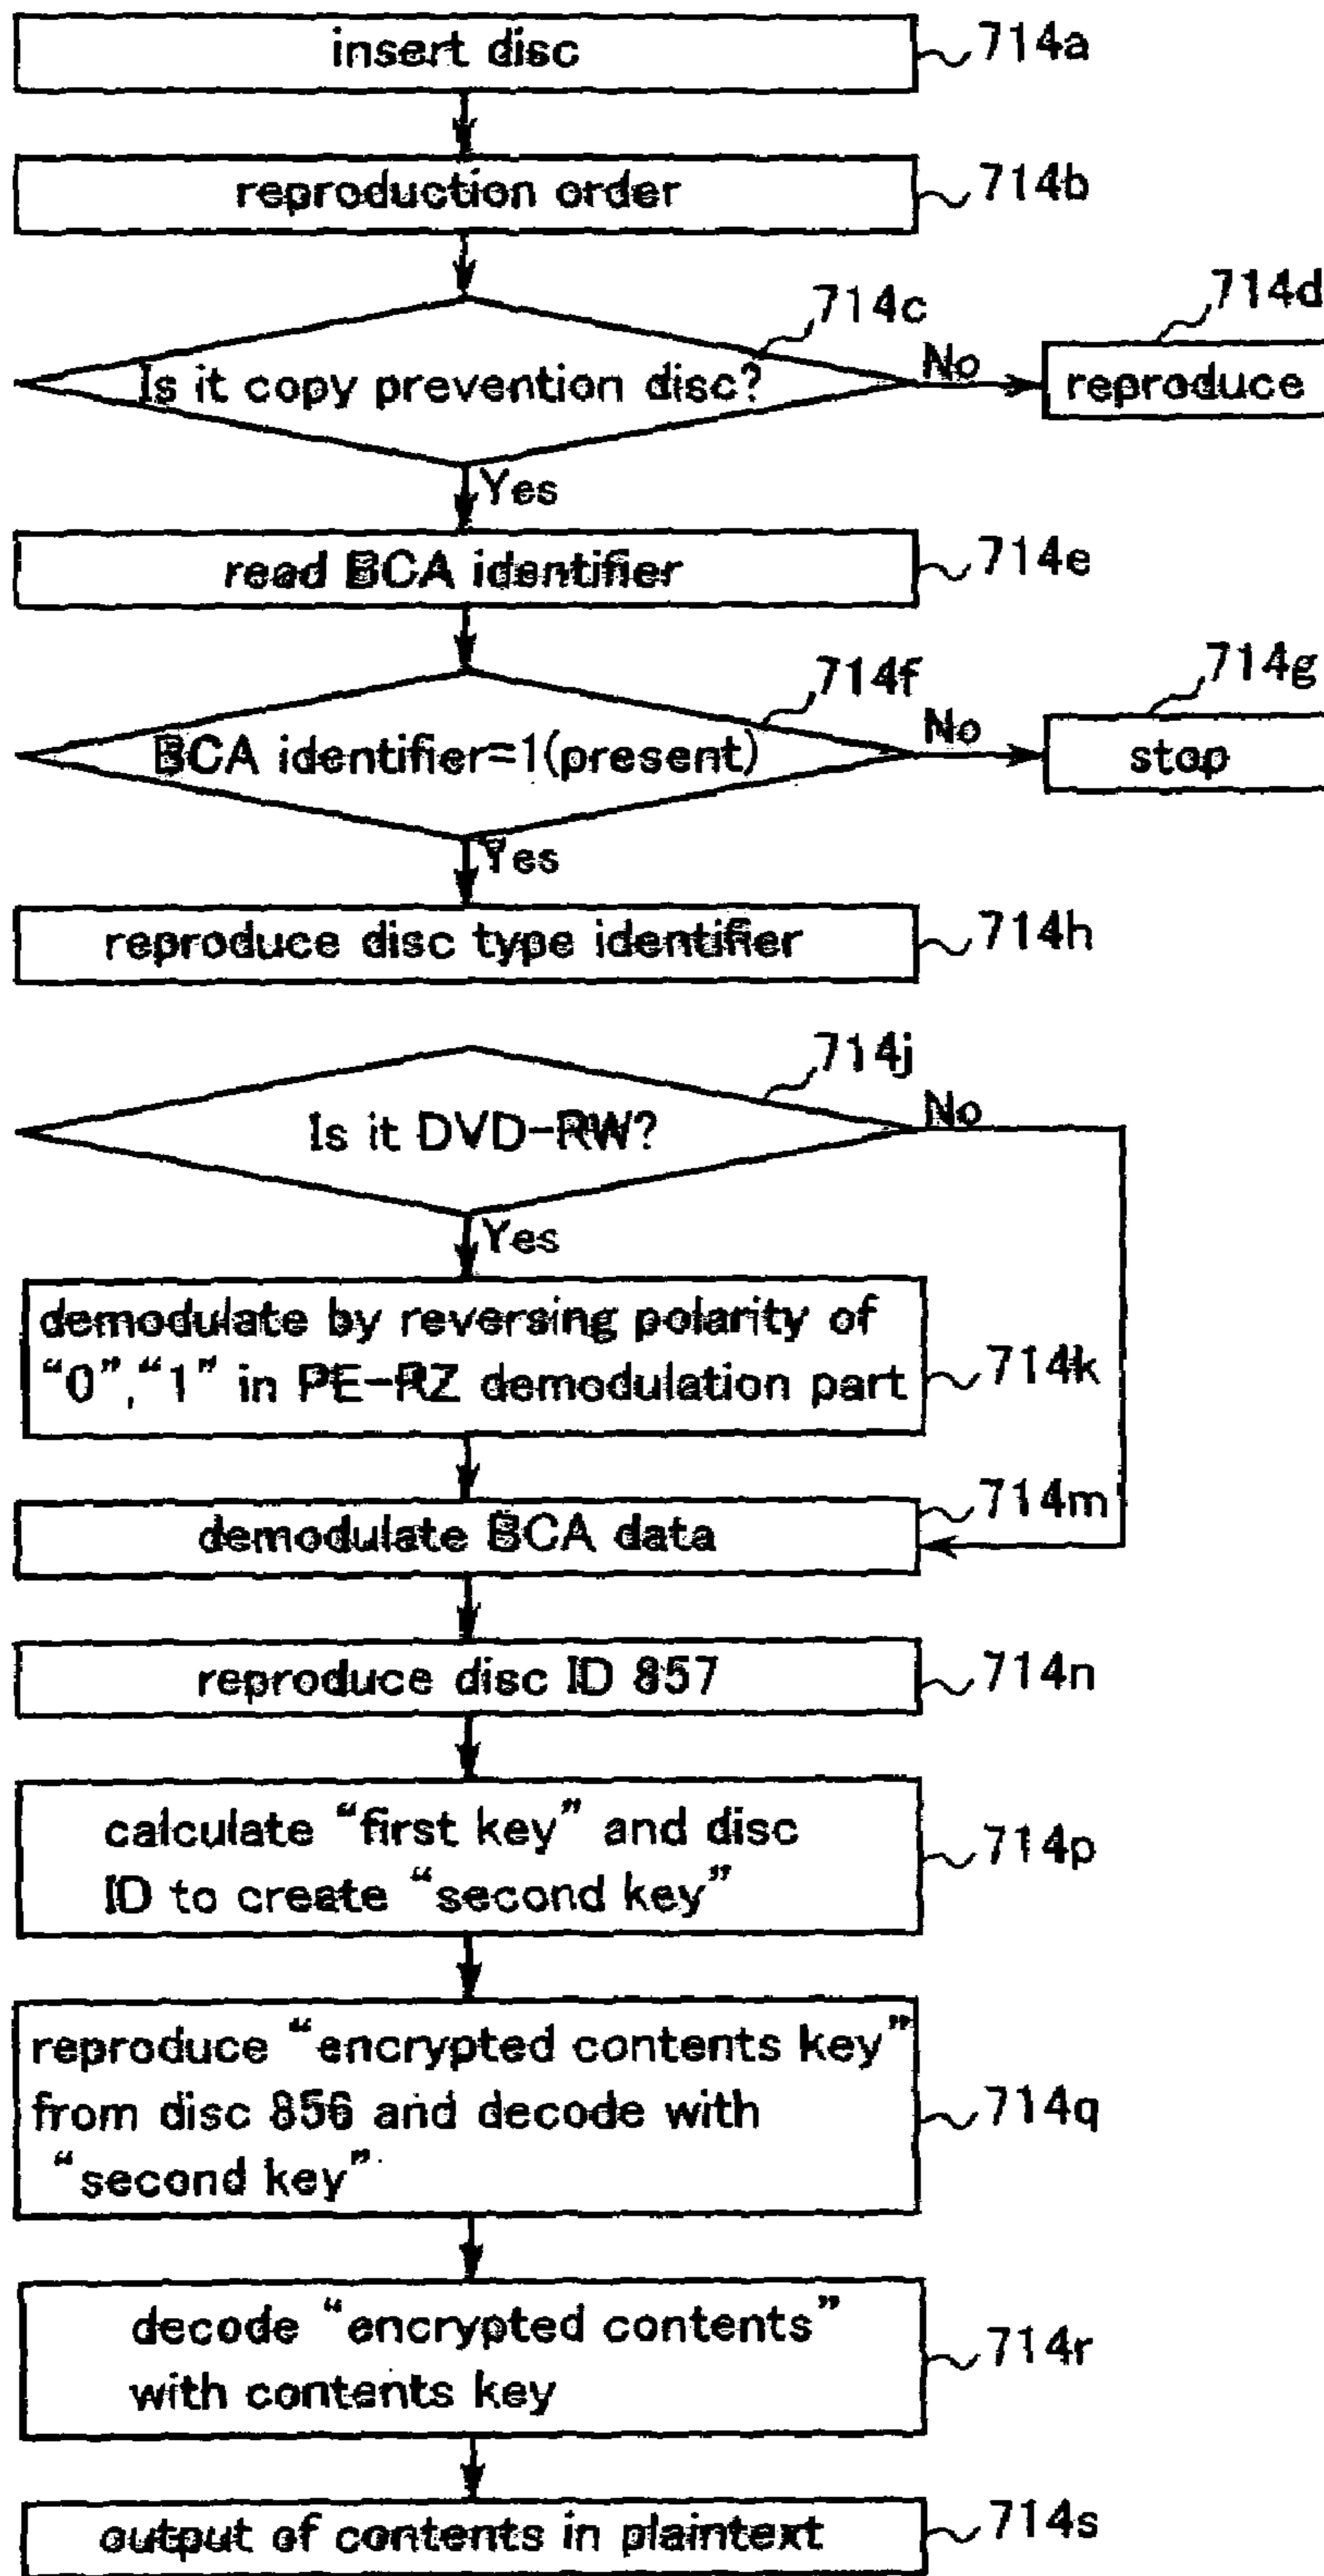 insert disc
714a
reproduction order
714b
714c
Is it copy prevention disc?
No
714d
reproduce
Yes
read BCA identifier
714e
714f
BCA identifier=1(present)
No
714g
stop
Yes
reproduce disc type identifier
714h
714j
Is it DVD-RW?
No
Yes
demodulate by reversing polarity of
“0”,“1” in PE-RZ demodulation part
714k
demodulate BCA data
714m
reproduce disc ID 857
714n
calculate “first key” and disc
ID to create “second key”
714p
reproduce “encrypted contents key”
from disc 856 and decode with
“second key”
714q
decode “encrypted contents”
with contents key
714r
output of contents in plaintext
714s